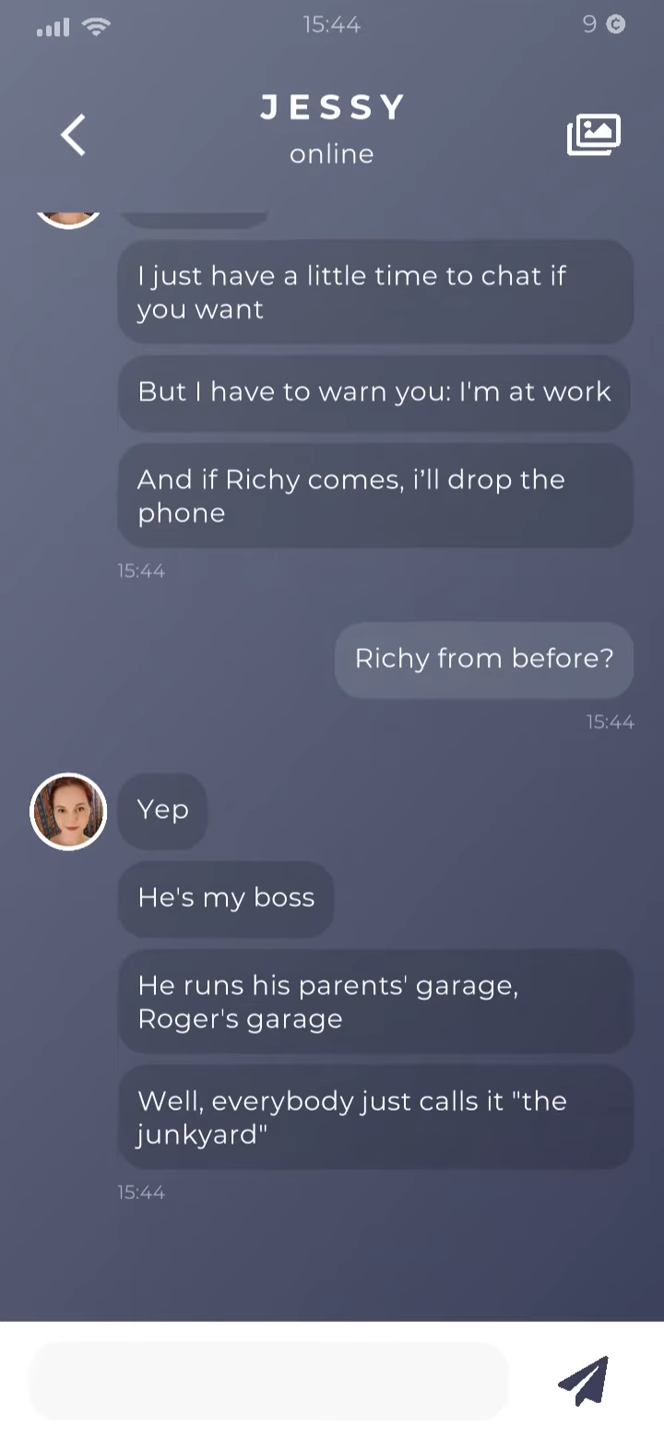 15:44
9
JESSY
online
I just have a little time to chat if
you want
But I have to warn you: I'm at work
And if Richy comes, i’ll drop the
phone
15:44
Richy from before?
15:44
Yep
He's my boss
He runs his parents' garage,
Roger's garage
Well, everybody just calls it "the
junkyard"
15:44